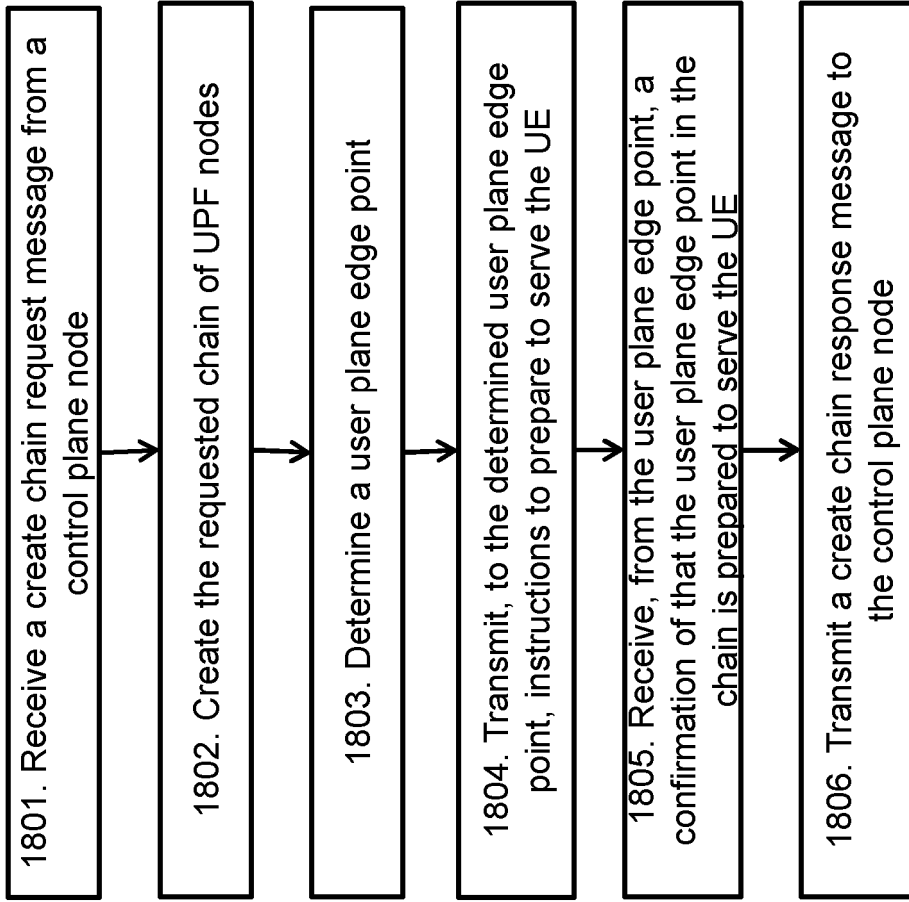 1801. Receive a create chain request message from a
control plane node
1802. Create the requested chain of UPF nodes
1803. Determine a user plane edge point
1804. Transmit, to the determined user plane edge
point, instructions to prepare to serve the UE
1805. Receive, from the user plane edge point, a
confirmation of that the user plane edge point in the
chain is prepared to serve the UE
1806. Transmit a create chain response message to
the control plane node